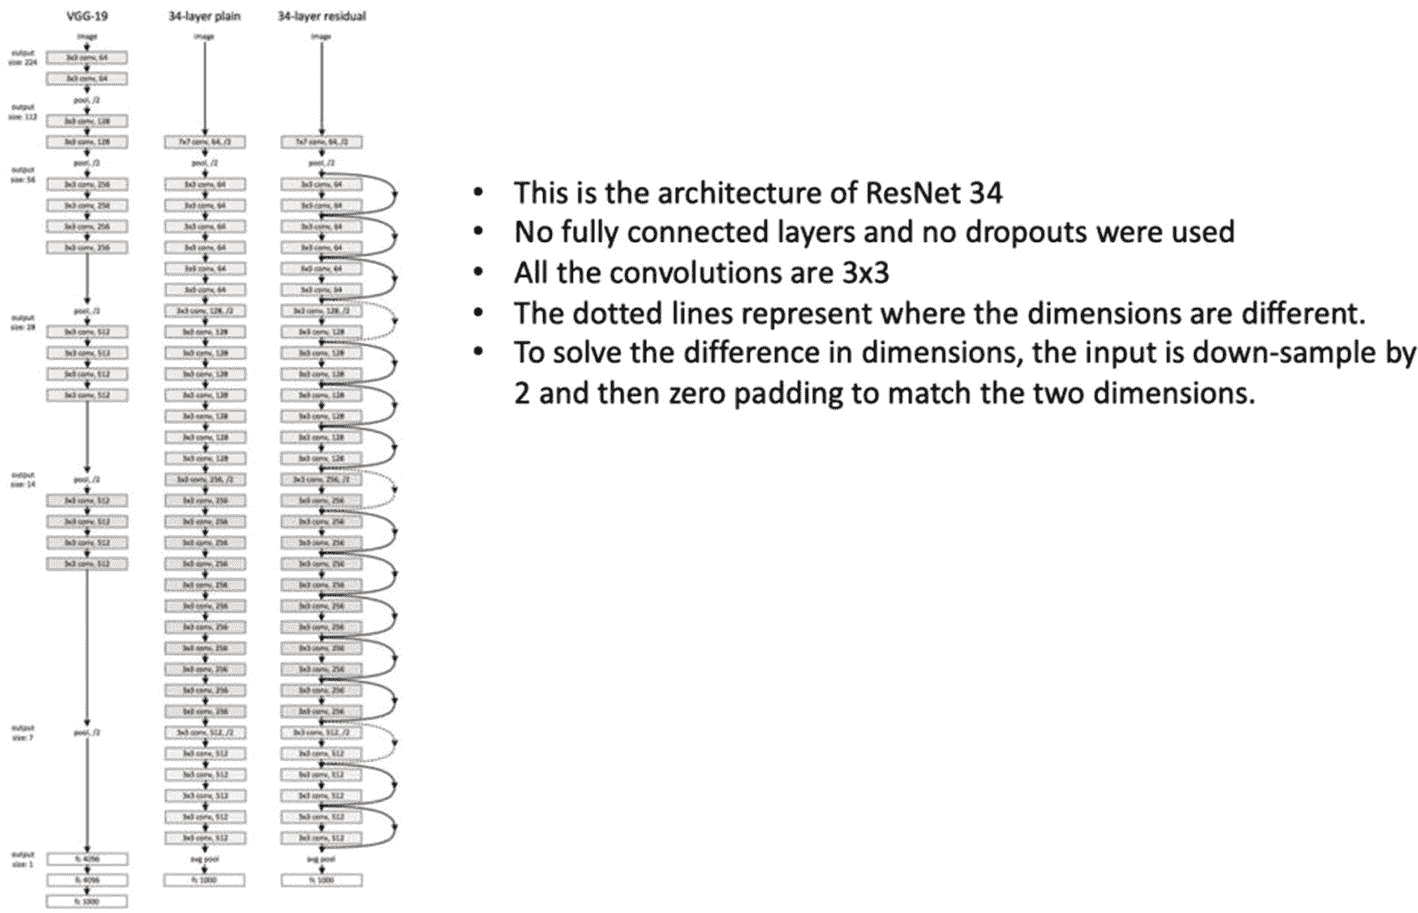 VGG-19
34-layer plain
34-layer residual
output
size: 224
output
size: 112
output
size: 56
output
size: 28
output
size: 14
output
size: 7
output
size: 1
image
3x3 conv, 64
3x3 conv, 64
pool, /2
3x3 conv, 128
3x3 conv, 128
pool, /2
3x3 conv, 256
3x3 conv, 256
3x3 conv, 256
3x3 conv, 256
pool, /2
3x3 conv, 512
3x3 conv, 512
3x3 conv, 512
3x3 conv, 512
pool, /2
3x3 conv, 512
3x3 conv, 512
3x3 conv, 512
3x3 conv, 512
pool, /2
fc 4096
fc 4096
fc 1000
image
7x7 conv, 64, /2
pool, /2
3x3 conv, 64
3x3 conv, 64
3x3 conv, 64
3x3 conv, 64
3x3 conv, 64
3x3 conv, 64
3x3 conv, 128, /2
3x3 conv, 128
3x3 conv, 128
3x3 conv, 128
3x3 conv, 128
3x3 conv, 128
3x3 conv, 128
3x3 conv, 128
3x3 conv, 256, /2
3x3 conv, 256
3x3 conv, 256
3x3 conv, 256
3x3 conv, 256
3x3 conv, 256
3x3 conv, 256
3x3 conv, 256
3x3 conv, 256
3x3 conv, 256
3x3 conv, 256
3x3 conv, 256
3x3 conv, 512, /2
3x3 conv, 512
3x3 conv, 512
3x3 conv, 512
3x3 conv, 512
3x3 conv, 512
avg pool
fc 1000
image
7x7 conv, 64, /2
pool, /2
3x3 conv, 64
3x3 conv, 64
3x3 conv, 64
3x3 conv, 64
3x3 conv, 64
3x3 conv, 64
3x3 conv, 128, /2
3x3 conv, 128
3x3 conv, 128
3x3 conv, 128
3x3 conv, 128
3x3 conv, 128
3x3 conv, 128
3x3 conv, 128
3x3 conv, 256, /2
3x3 conv, 256
3x3 conv, 256
3x3 conv, 256
3x3 conv, 256
3x3 conv, 256
3x3 conv, 256
3x3 conv, 256
3x3 conv, 256
3x3 conv, 256
3x3 conv, 256
3x3 conv, 256
3x3 conv, 512, /2
3x3 conv, 512
3x3 conv, 512
3x3 conv, 512
3x3 conv, 512
3x3 conv, 512
avg pool
fc 1000
• This is the architecture of ResNet 34
• No fully connected layers and no dropouts were used
• All the convolutions are 3x3
• The dotted lines represent where the dimensions are different.
• To solve the difference in dimensions, the input is down-sample by
2 and then zero padding to match the two dimensions.